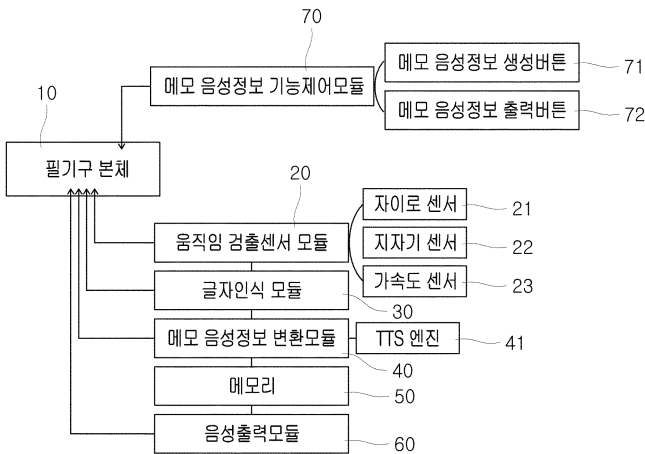 70
메모 음성정보 기능제어모듈
메모 음성정보 생성버튼
71
메모 음성정보 출력버튼
72
10
필기구 본체
20
움직임 검출센서 모듈
자이로 센서
21
지자기 센서
22
가속도 센서
23
글자인식 모듈
30
메모 음성정보 변환모듈
40
TTS 엔진
41
메모리
50
음성출력모듈
60